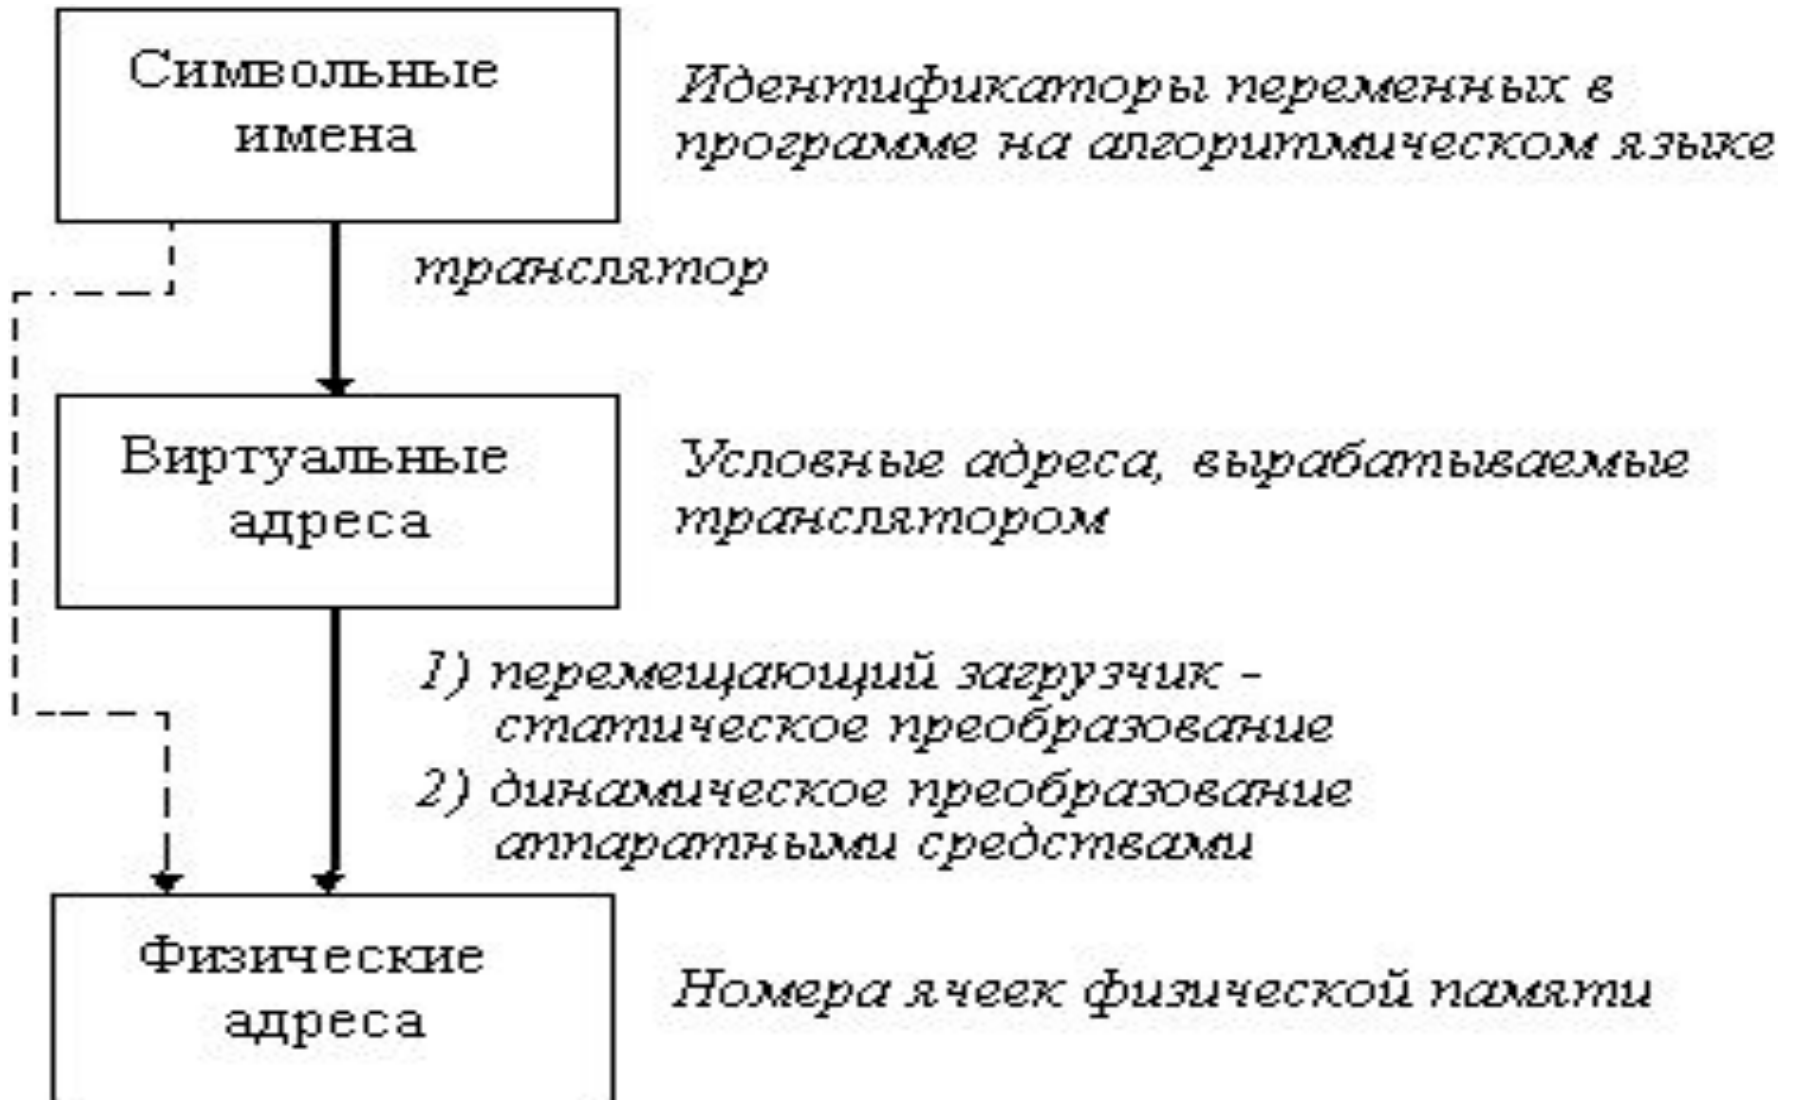 Символьные
имена
Идентификаторы переменных в
программе на алгоритмическом языке
транслятор
Виртуальные
адреса
Условные адреса, вырабатываемые
транслятором
1) перемещающий загрузчик -
статическое преобразование
2) динамическое преобразование
аппаратными средствами
Физические
адреса
Номера ячеек физической памяти